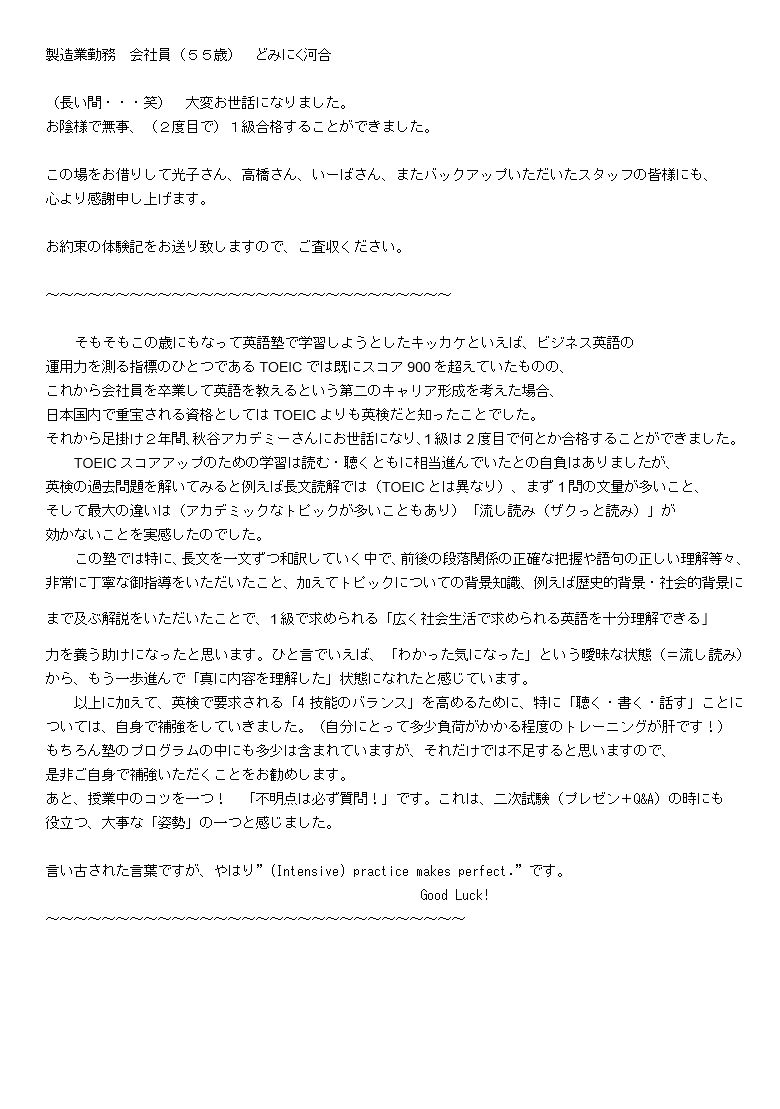 製造業勤務　会社員（５５歳）　どみにく河合
（長い間・・・笑）　大変お世話になりました。
お陰様で無事、（２度目で）１級合格することができました。
この場をお借りして光子さん、高橋さん、いーばさん、またバックアップいただいたスタッフの皆様にも、
心より感謝申し上げます。
お約束の体験記をお送り致しますので、ご査収ください。
～～～～～～～～～～～～～～～～～～～～～～～～～～～～～
そもそもこの歳にもなって英語塾で学習しようとしたキッカケといえば、ビジネス英語の
運用力を測る指標のひとつである TOEIC では既にスコア 900 を超えていたものの、
これから会社員を卒業して英語を教えるという第二のキャリア形成を考えた場合、
日本国内で重宝される資格としては TOEIC よりも英検だと知ったことでした。
それから足掛け２年間、秋谷アカデミーさんにお世話になり、1 級は 2 度目で何とか合格することができました。
TOEIC スコアアップのための学習は読む・聴くともに相当進んでいたとの自負はありましたが、
英検の過去問題を解いてみると例えば長文読解では（TOEIC とは異なり）、まず 1 問の文量が多いこと、
そして最大の違いは（アカデミックなトピックが多いこともあり）「流し読み（ザクっと読み）」が
効かないことを実感したのでした。
この塾では特に、長文を一文ずつ和訳していく中で、前後の段落関係の正確な把握や語句の正しい理解等々、
非常に丁寧な御指導をいただいたこと、加えてトピックについての背景知識、例えば歴史的背景・社会的背景に
まで及ぶ解説をいただいたことで、1 級で求められる「広く社会生活で求められる英語を十分理解できる」
力を養う助けになったと思います。ひと言でいえば、「わかった気になった」という曖昧な状態（＝流し読み）
から、もう一歩進んで「真に内容を理解した」状態になれたと感じています。
以上に加えて、英検で要求される「4 技能のバランス」を高めるために、特に「聴く・書く・話す」ことに
ついては、自身で補強をしていきました。（自分にとって多少負荷がかかる程度のトレーニングが肝です！）
もちろん塾のプログラムの中にも多少は含まれていますが、それだけでは不足すると思いますので、
是非ご自身で補強いただくことをお勧めします。
あと、授業中のコツを一つ！　「不明点は必ず質問！」です。これは、二次試験（プレゼン＋Q&A）の時にも
役立つ、大事な「姿勢」の一つと感じました。
言い古された言葉ですが、やはり”(Intensive) practice makes perfect.”です。
Good Luck!
～～～～～～～～～～～～～～～～～～～～～～～～～～～～～～